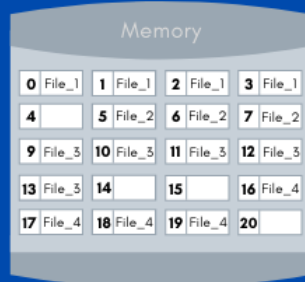 Memory
0 File_1 1 File_1 2 File_1 3 File_1
4 5 File_2 6 File_2 7 File_2
9 File_3 10 File_3 11 File_3 12 File_3
13 File_3 14 15 16 File_4
17 File_4 18 File_4 19 File_4 20